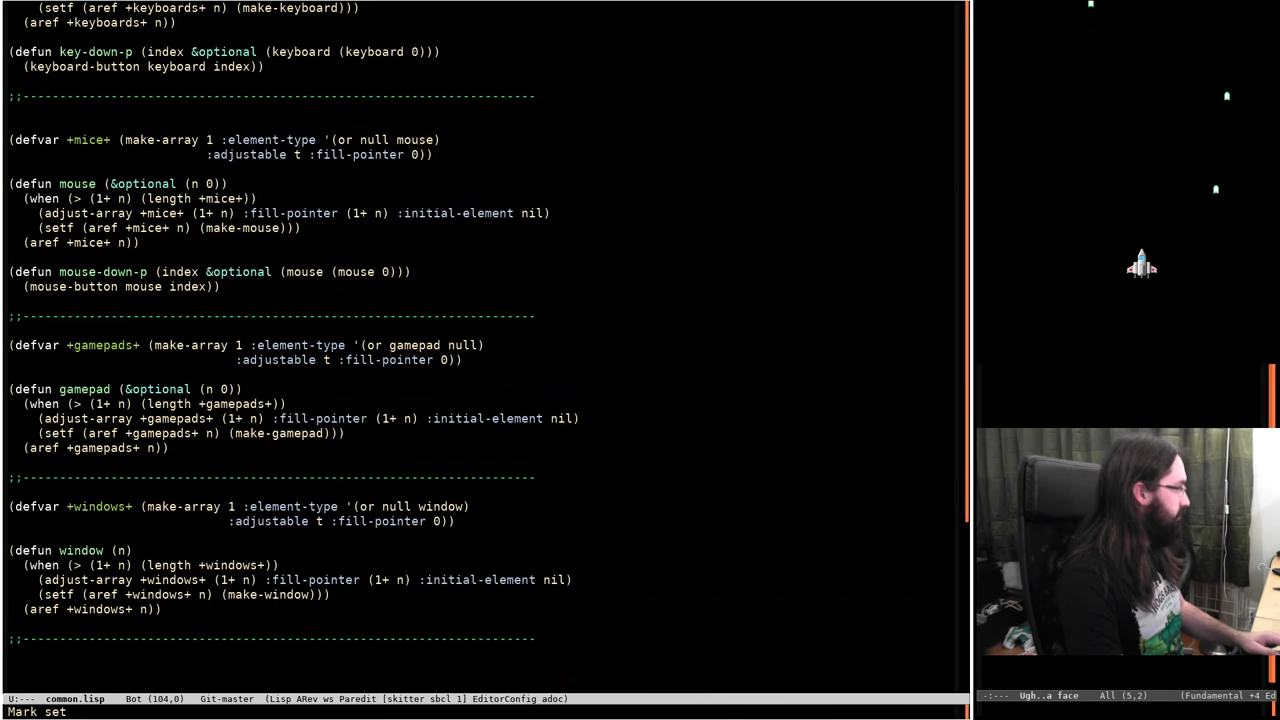 (setf (aref +keyboards+ n) (make-keyboard)))
(aref +keyboards+ n))
(defun key-down-p (index &optional (keyboard (keyboard 0)))
(keyboard-button keyboard index))
;;----------------------------------------------------------------------
(defvar +mice+ (make-array 1 :element-type '(or null mouse)
:adjustable t :fill-pointer 0))
(defun mouse (&optional (n 0))
(when (> (1+ n) (length +mice+))
(adjust-array +mice+ (1+ n) :fill-pointer (1+ n) :initial-element nil)
(setf (aref +mice+ n) (make-mouse)))
(aref +mice+ n))
(defun mouse-down-p (index &optional (mouse (mouse 0)))
(mouse-button mouse index))
;;----------------------------------------------------------------------
(defvar +gamepads+ (make-array 1 :element-type '(or gamepad null)
:adjustable t :fill-pointer 0))
(defun gamepad (&optional (n 0))
(when (> (1+ n) (length +gamepads+))
(adjust-array +gamepads+ (1+ n) :fill-pointer (1+ n) :initial-element nil)
(setf (aref +gamepads+ n) (make-gamepad)))
(aref +gamepads+ n))
;;----------------------------------------------------------------------
(defvar +windows+ (make-array 1 :element-type '(or null window)
:adjustable t :fill-pointer 0))
(defun window (n)
(when (> (1+ n) (length +windows+))
(adjust-array +windows+ (1+ n) :fill-pointer (1+ n) :initial-element nil)
(setf (aref +windows+ n) (make-window)))
(aref +windows+ n))
;;----------------------------------------------------------------------
U:--- common.lisp Bot (104,0) Git-master (Lisp ARev ws Paredit [skitter sbcl 1] EditorConfig adoc)
-:--- Ugh..a face All (5,2) (Fundamental +4 Ed
Mark set